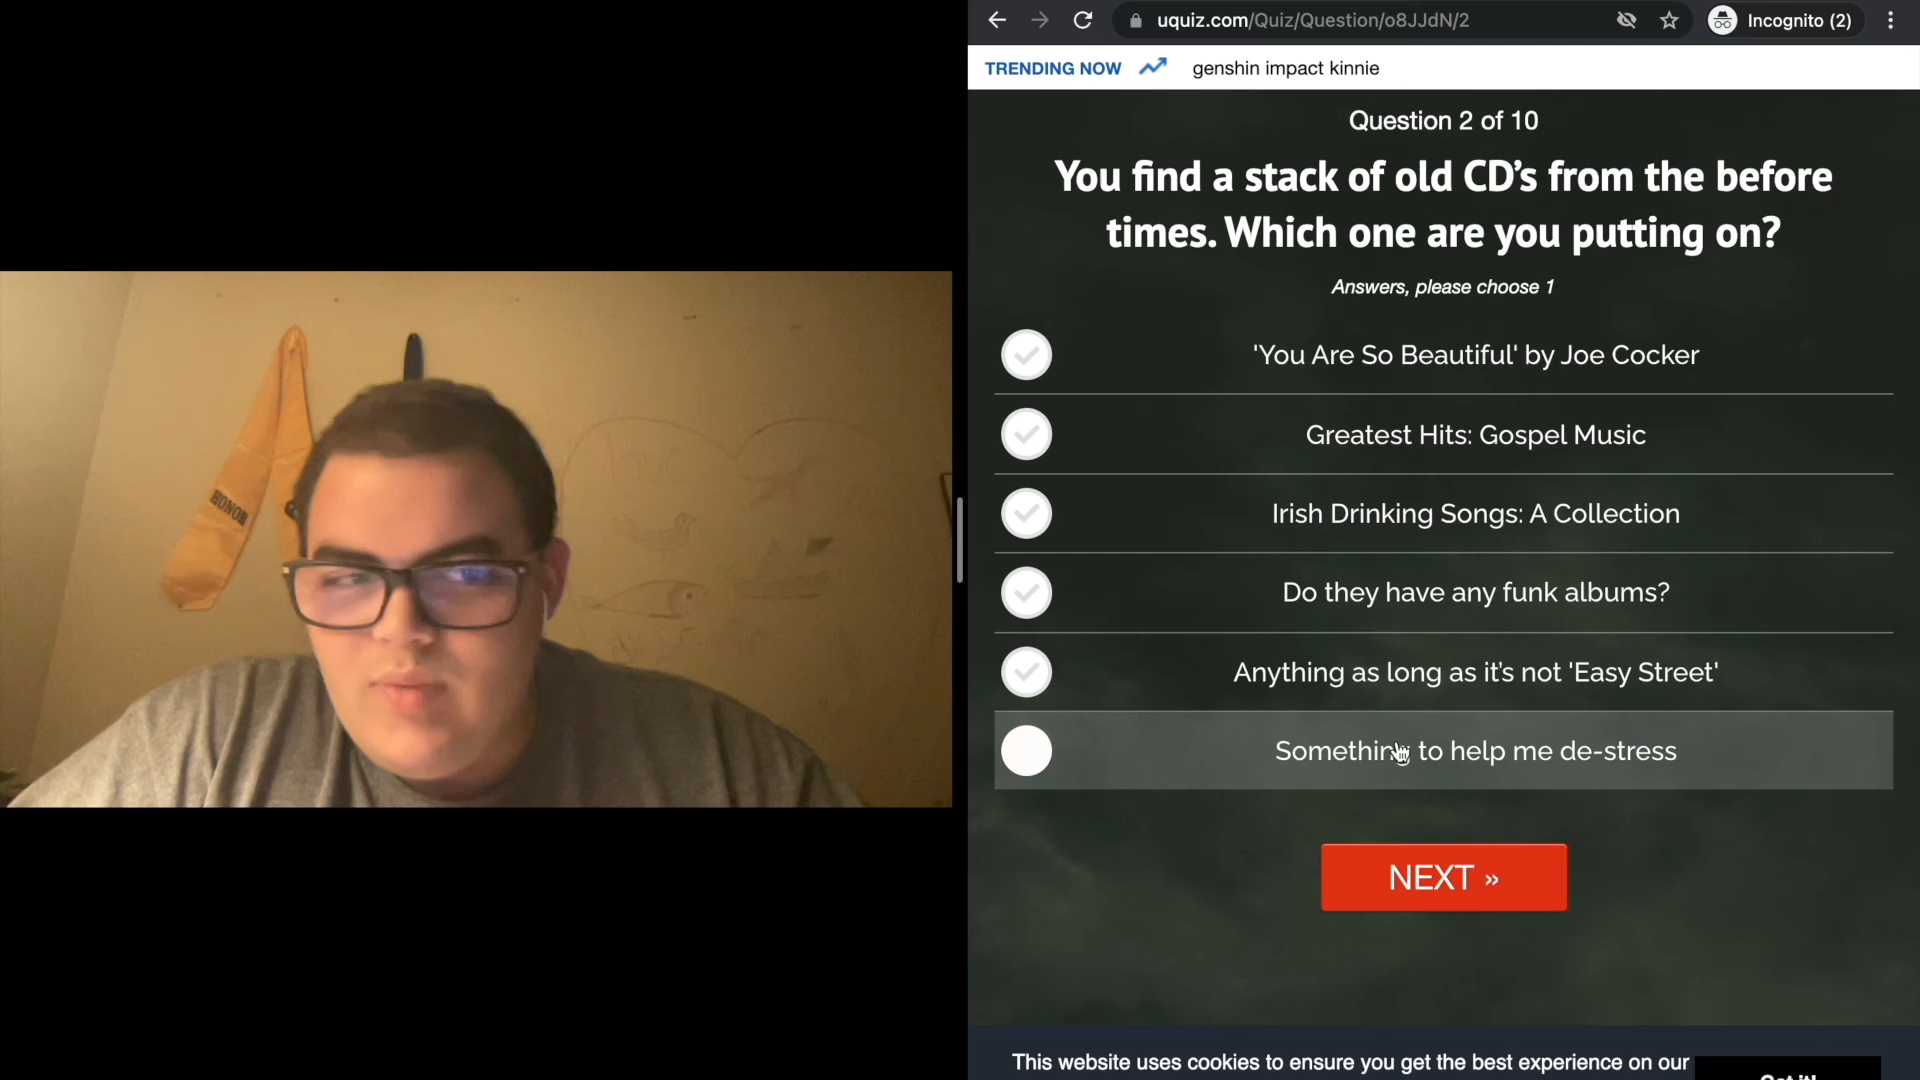 uquiz.com/Quiz/Question/o8JJdN/2
Incognito (2)
TRENDING NOW genshin impact kinnie
Question 2 of 10
You find a stack of old CD’s from the before
times. Which one are you putting on?
Answers, please choose 1
'You Are So Beautiful' by Joe Cocker
Greatest Hits: Gospel Music
Irish Drinking Songs: A Collection
Do they have any funk albums?
Anything as long as it’s not 'Easy Street'
Something to help me de-stress
NEXT »
This website uses cookies to ensure you get the best experience on our
Got it!
HONOR